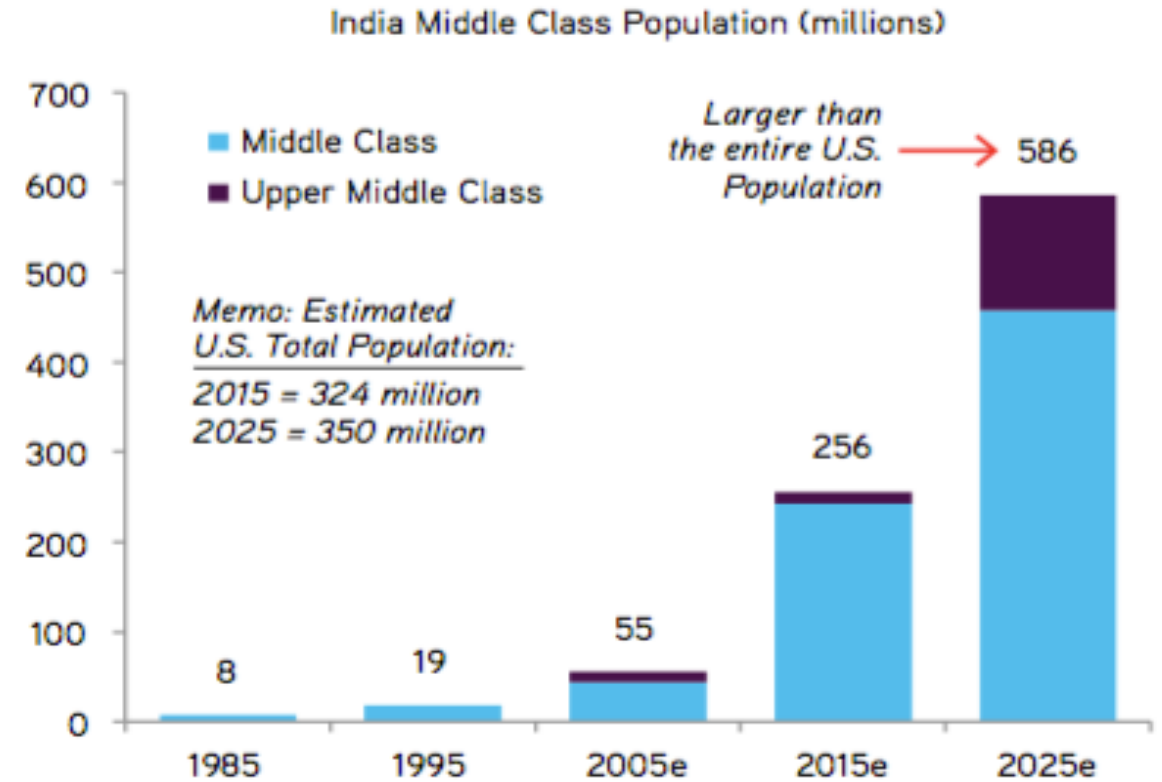 India Middle Class Population (millions)
700
600
500
400
300
200
100
0
Middle Class
Upper Middle Class
Memo: Estimated
U.S. Total Population:
2015 = 324 million
2025 = 350 million
Larger than
the entire U.S.
Population
8
19
55
256
586
1985
1995
2005e
2015e
2025e